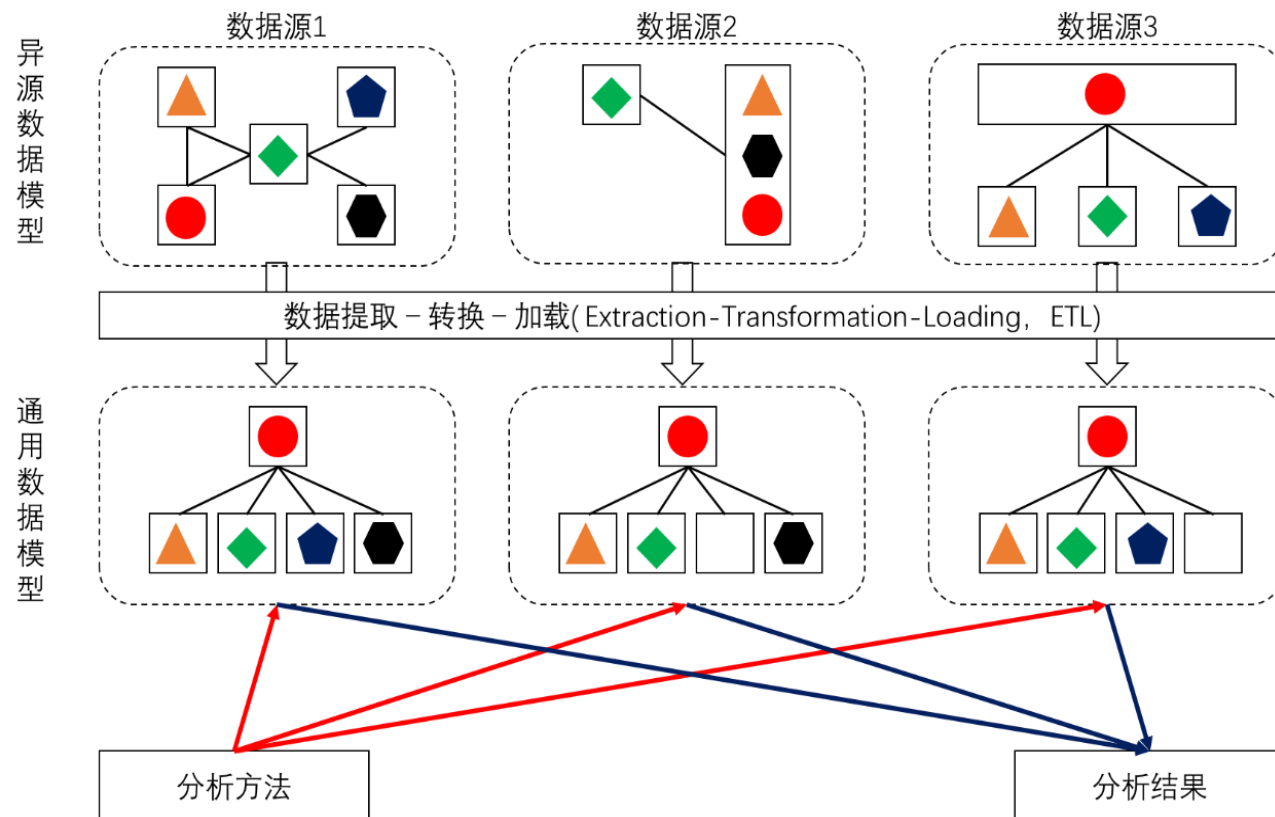 数据源1
数据源2
数据源3
异源数据模型
数据提取－转换－加载(Extraction-Transformation-Loading，ETL)
通用数据模型
分析方法
分析结果